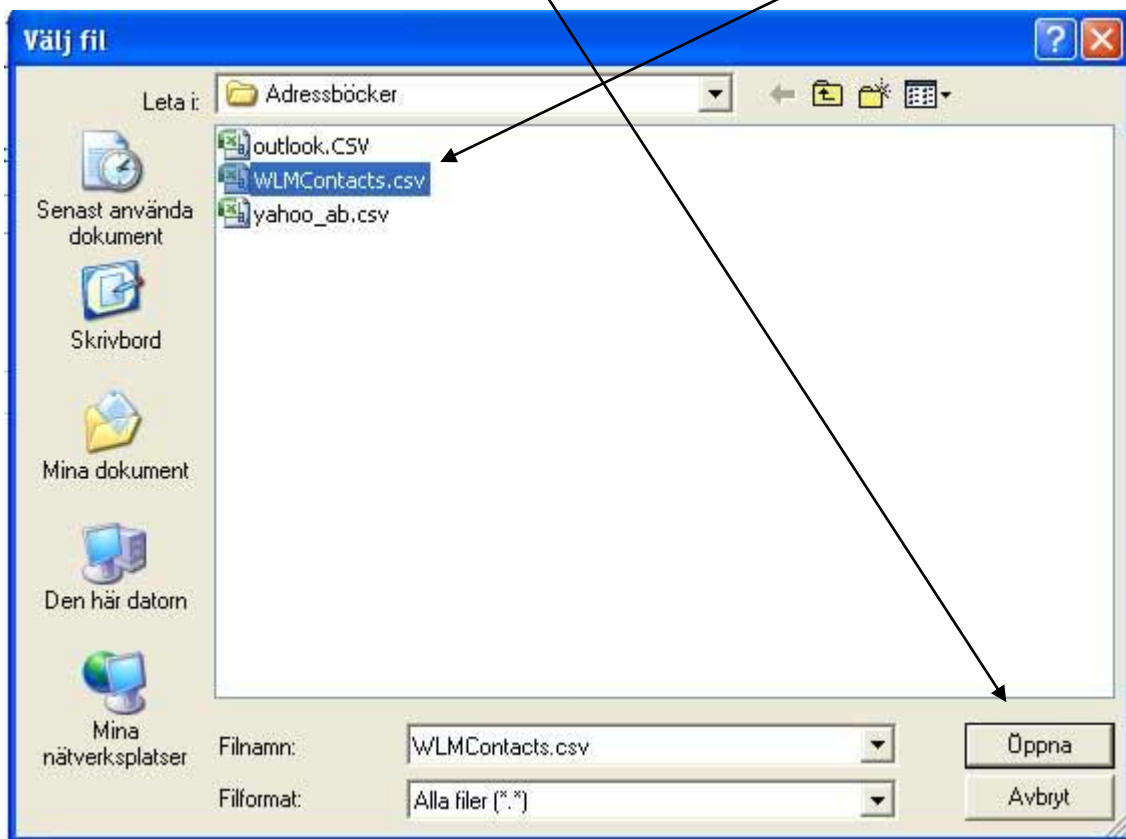 Välj fil
Leta i:
Adressböcker
outlook.CSV
WLMContacts.csv
yahoo_ab.csv
Senast använda
dokument
Skrivbord
Mina dokument
Den här datorn
Mina
nätverksplatser
Filnamn:
WLMContacts.csv
Öppna
Filformat:
Alla filer (*.*)
Avbryt